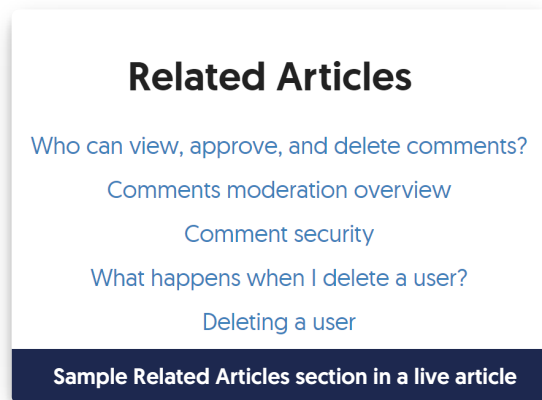 Related Articles
Who can view, approve, and delete comments?
Comments moderation overview
Comment security
What happens when I delete a user?
Deleting a user
Sample Related Articles section in a live article